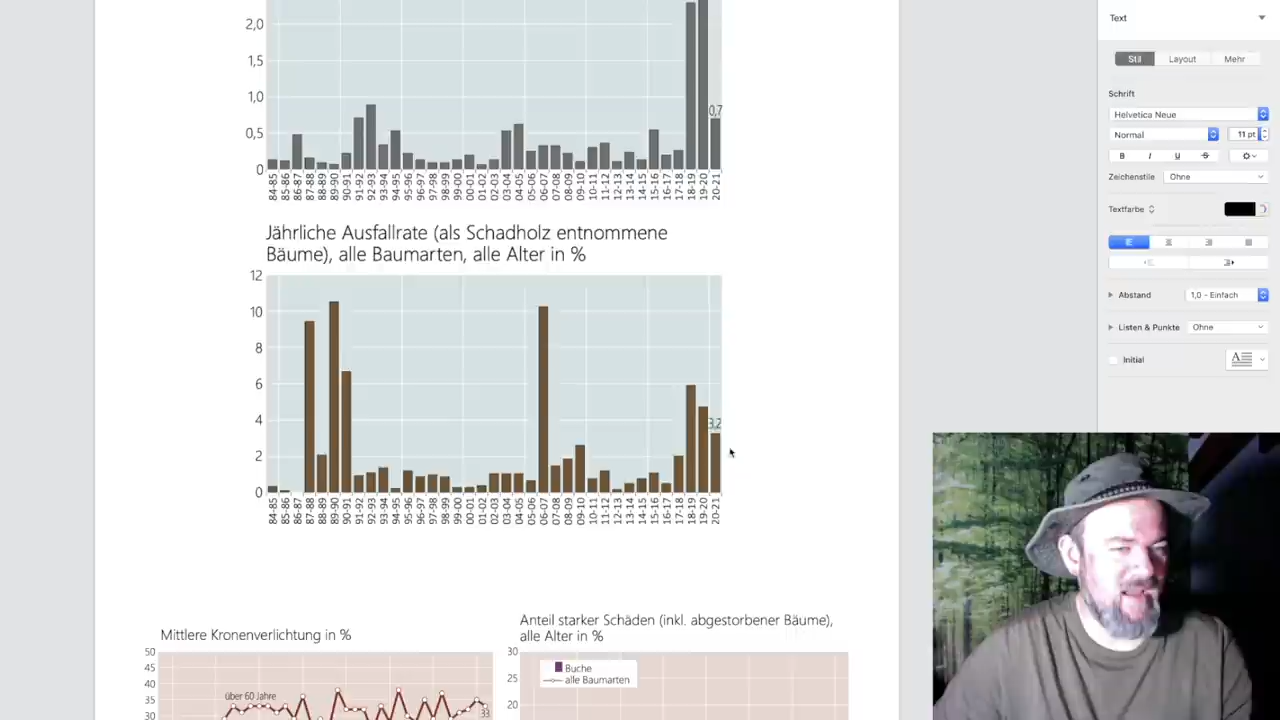 Text
Stil Layout Mehr
Schrift
Helvetica Neue
Normal 11 pt
B I U S
Zeichenstile Ohne
Textfarbe
Abstand 1,0 - Einfach
Listen & Punkte Ohne
Initial
2,0
1,5
1,0
0,5
0
0,7
84-85 85-86 86-87 87-88 88-89 89-90 90-91 91-92 92-93 93-94 94-95 95-96 96-97 97-98 98-99 99-00 00-01 01-02 02-03 03-04 04-05 05-06 06-07 07-08 08-09 09-10 10-11 11-12 12-13 13-14 14-15 15-16 16-17 17-18 18-19 19-20 20-21
Jährliche Ausfallrate (als Schadholz entnommene
Bäume), alle Baumarten, alle Alter in %
12
10
8
6
4
2
0
3,2
84-85 85-86 86-87 87-88 88-89 89-90 90-91 91-92 92-93 93-94 94-95 95-96 96-97 97-98 98-99 99-00 00-01 01-02 02-03 03-04 04-05 05-06 06-07 07-08 08-09 09-10 10-11 11-12 12-13 13-14 14-15 15-16 16-17 17-18 18-19 19-20 20-21
Mittlere Kronenverlichtung in %
50
45
40
35
30
über 60 Jahre
33
Anteil starker Schäden (inkl. abgestorbener Bäume),
alle Alter in %
30
25
20
Buche
alle Baumarten